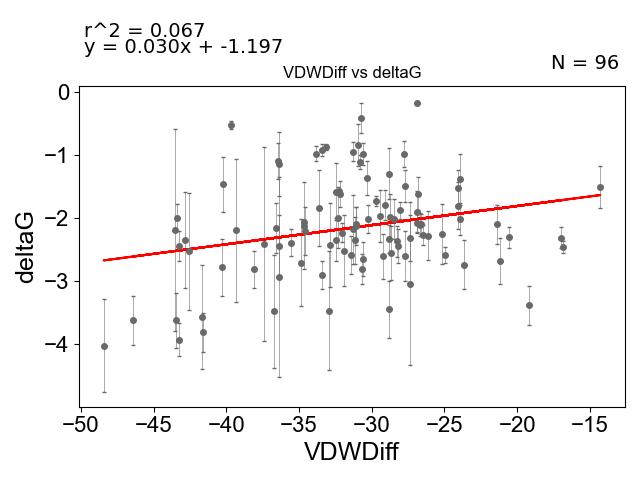 r^2 = 0.067
y = 0.030x + -1.197
N = 96
VDWDiff vs deltaG
0
−1
−2
−3
−4
deltaG
−50 −45 −40 −35 −30 −25 −20 −15
VDWDiff